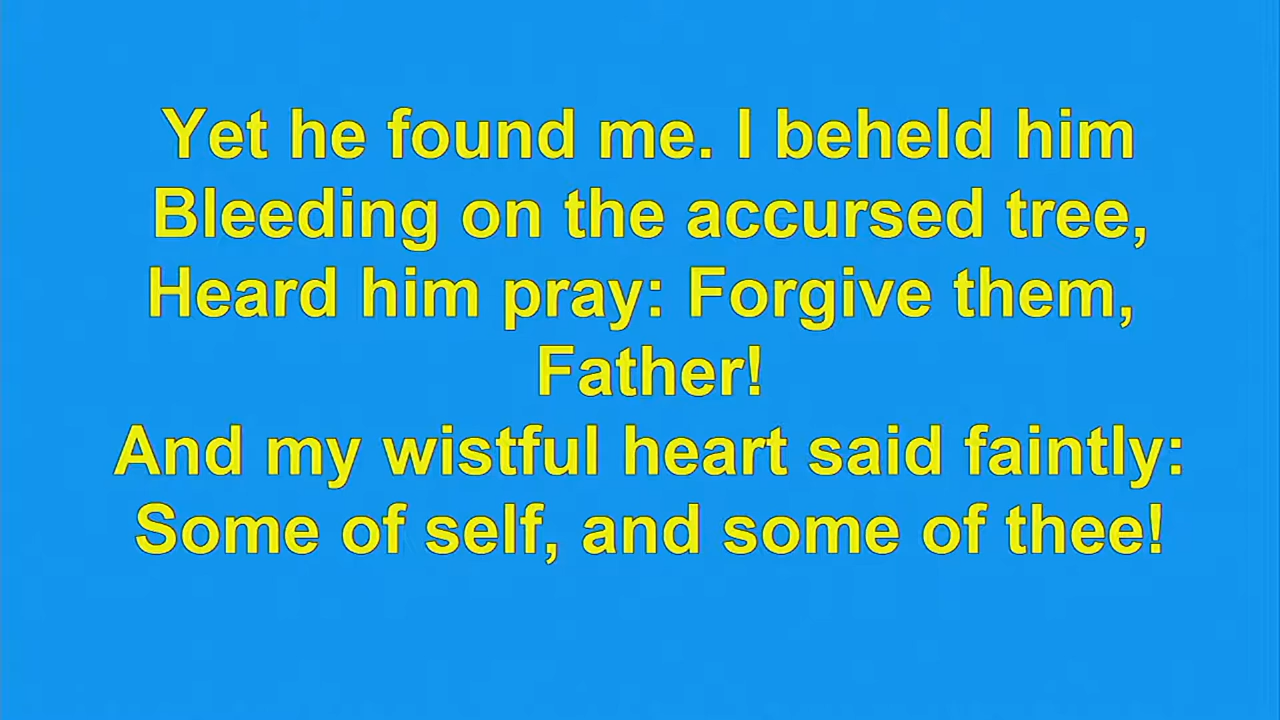 Yet he found me. I beheld him
Bleeding on the accursed tree,
Heard him pray: Forgive them,
Father!
And my wistful heart said faintly:
Some of self, and some of thee!